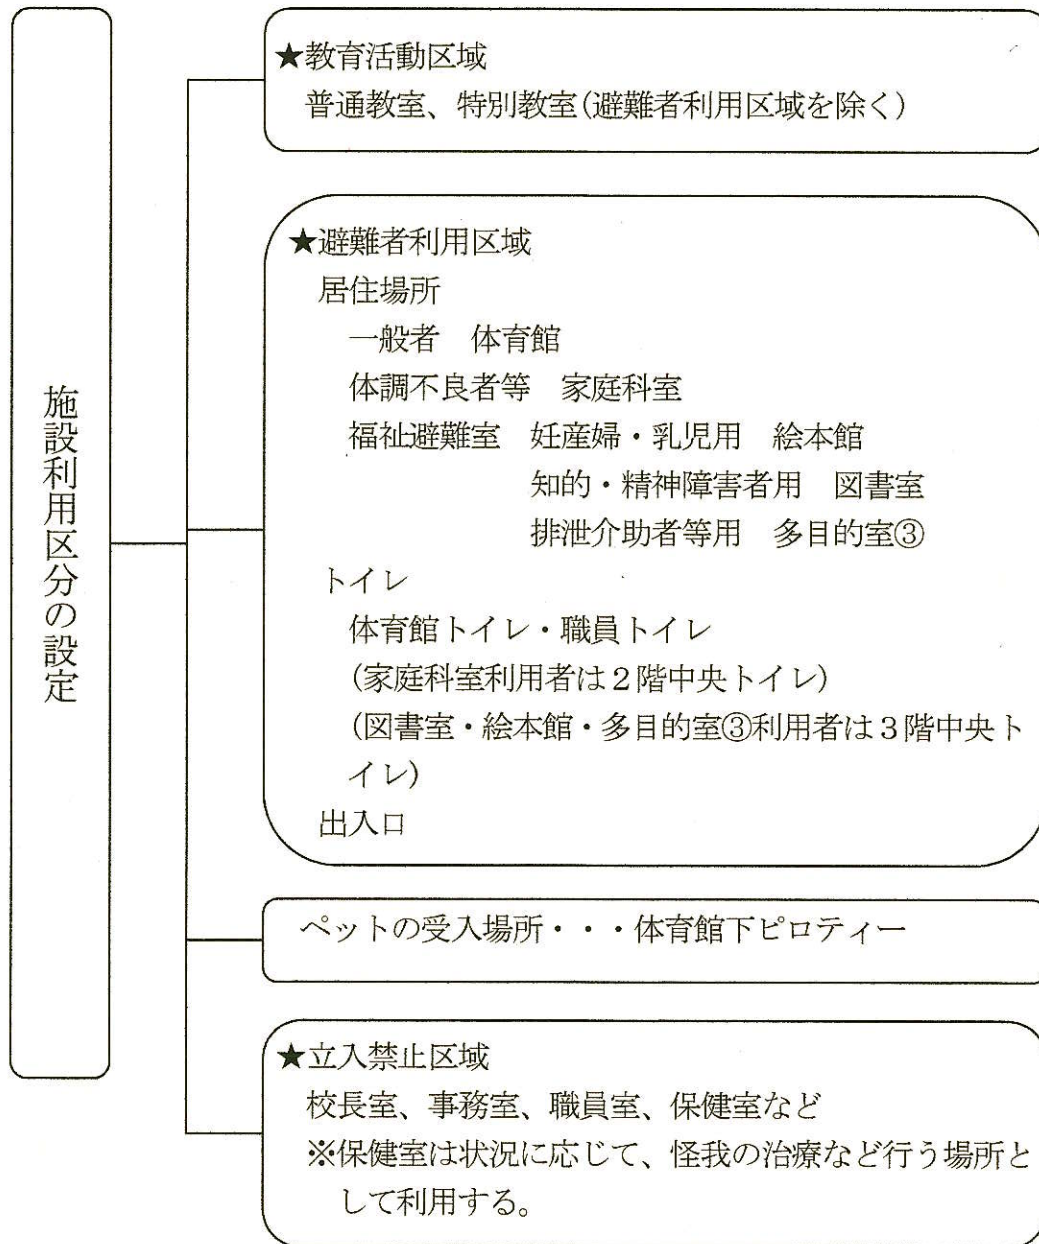 施設利用区分の設定
★教育活動区域
普通教室、特別教室(避難者利用区域を除く)
★避難者利用区域
居住場所
一般者　体育館
体調不良者等　家庭科室
福祉避難室　妊産婦・乳児用　絵本館
知的・精神障害者用　図書室
排泄介助者等用　多目的室③
トイレ
体育館トイレ・職員トイレ
(家庭科室利用者は２階中央トイレ)
(図書室・絵本館・多目的室③利用者は３階中央ト
イレ)
出入口
ペットの受入場所・・・体育館下ピロティー
★立入禁止区域
校長室、事務室、職員室、保健室など
※保健室は状況に応じて、怪我の治療など行う場所と
して利用する。